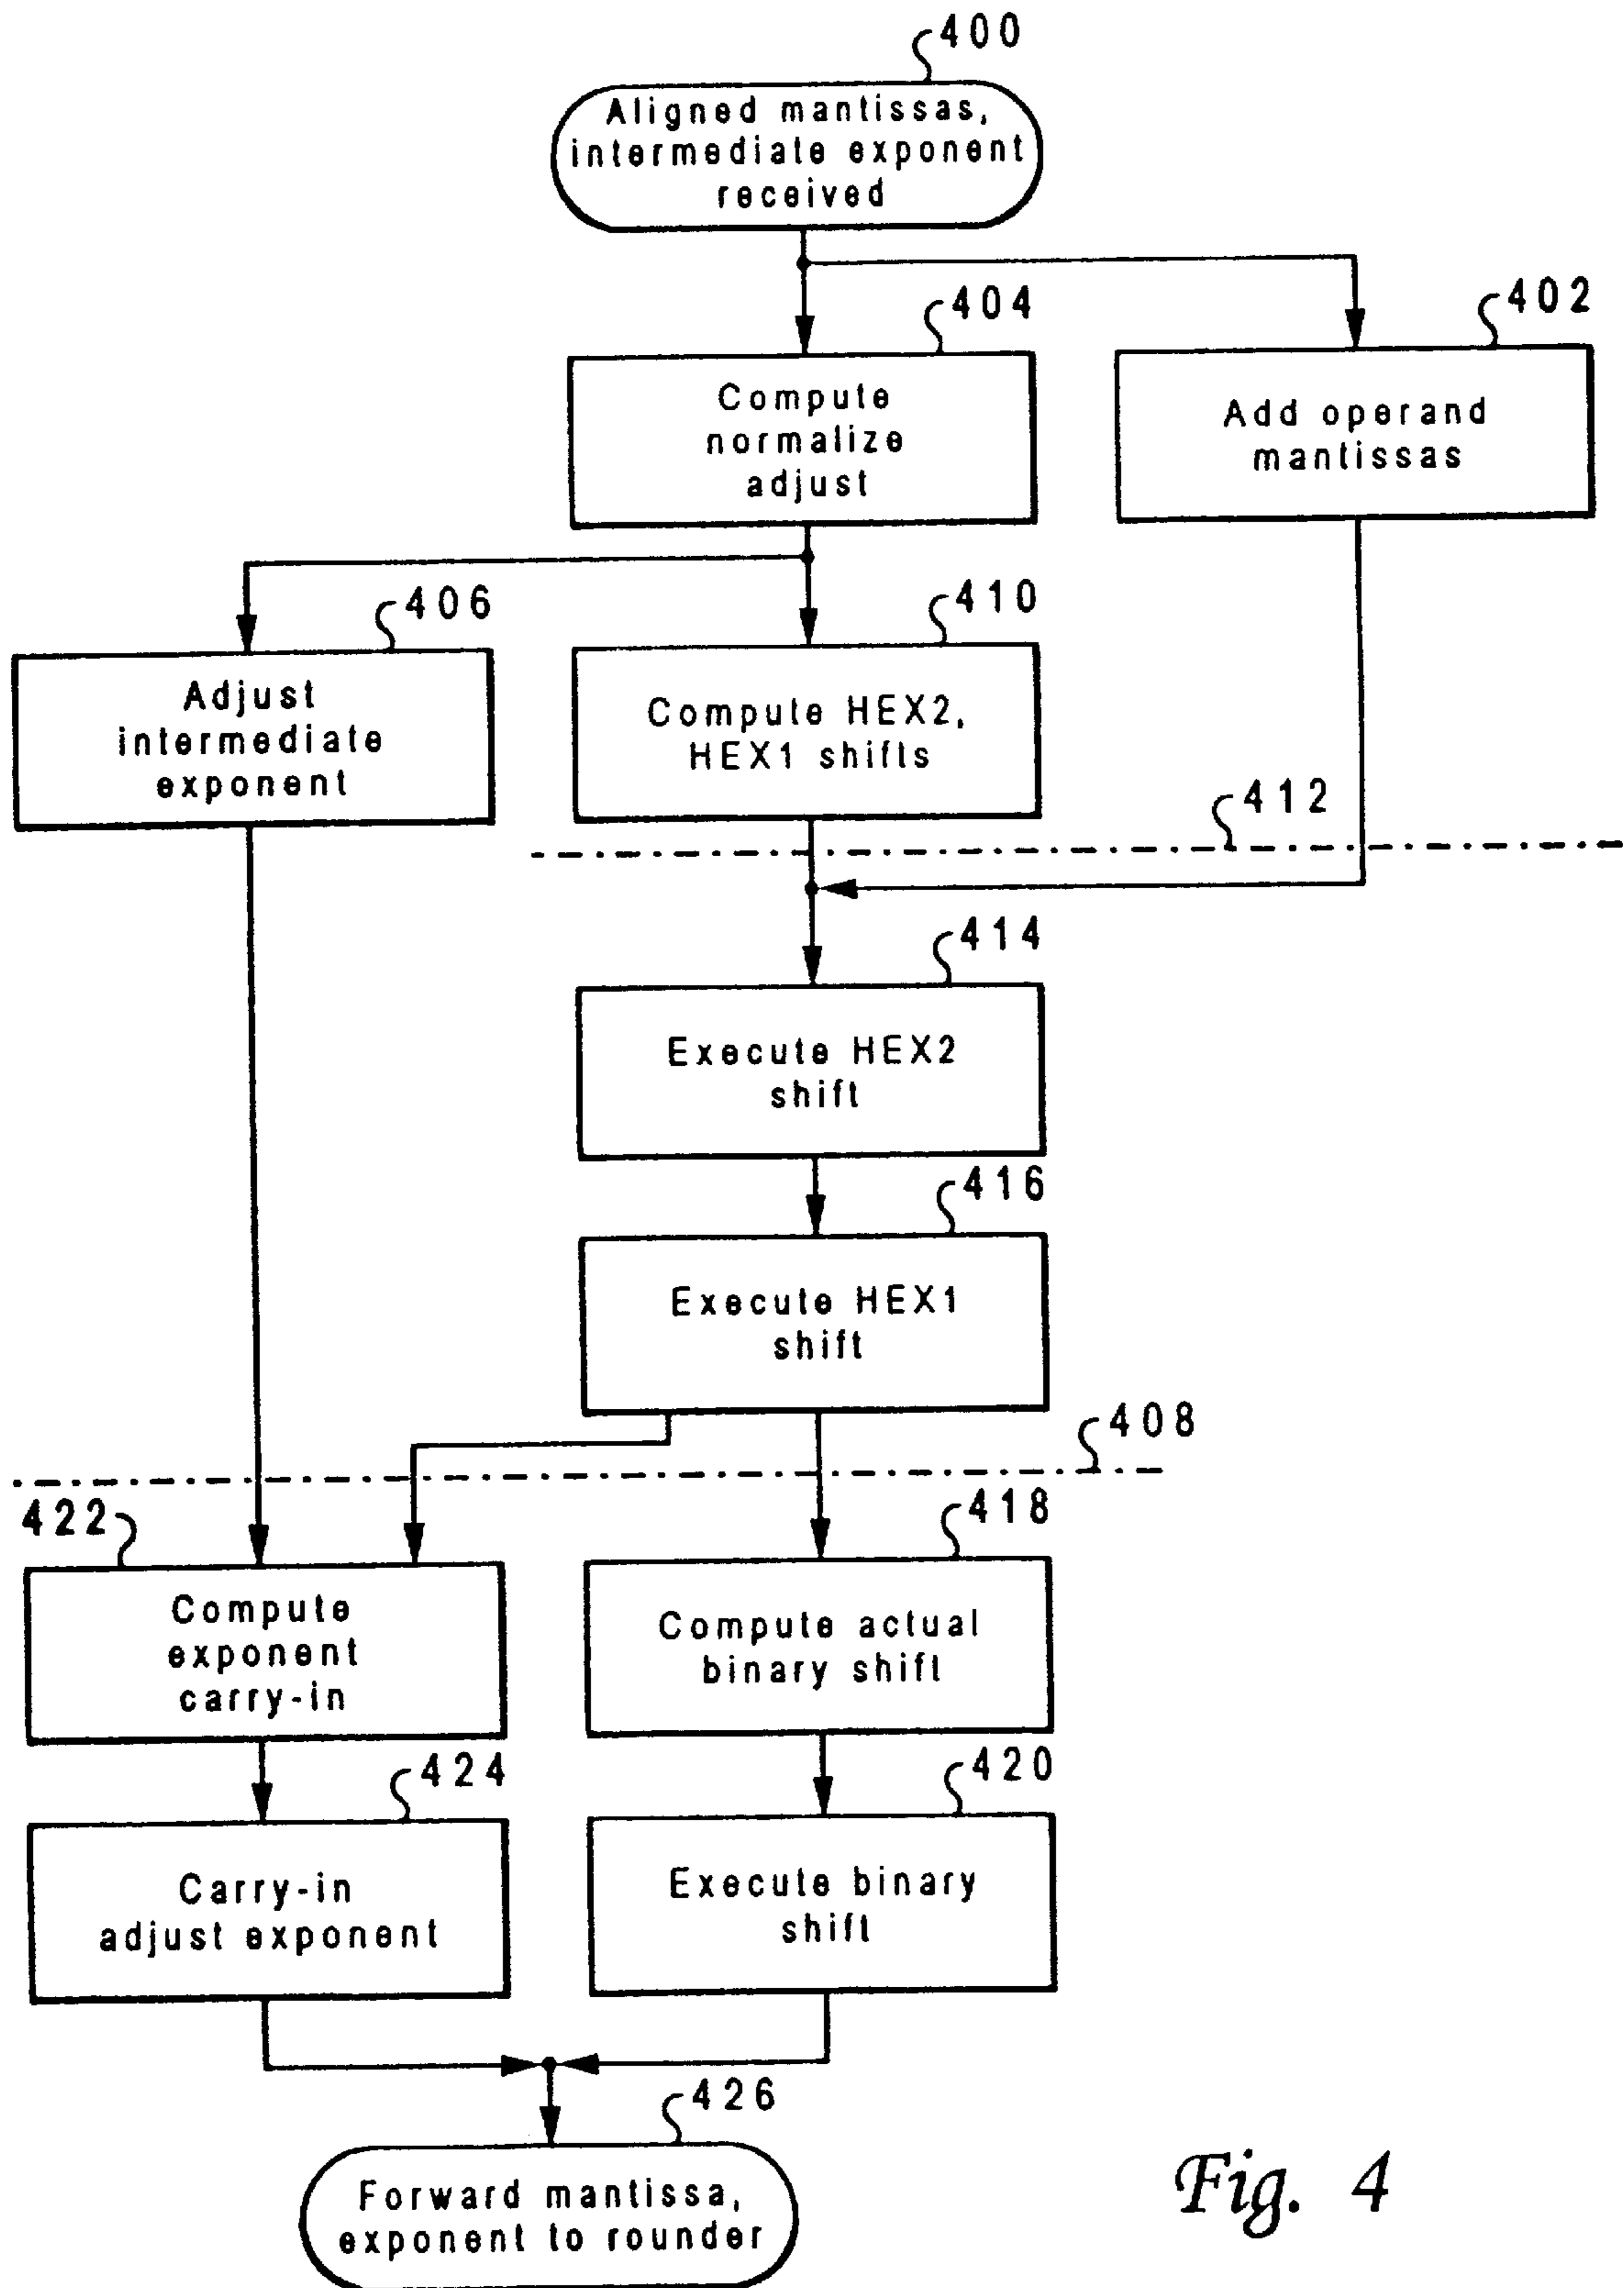 400
Aligned mantissas,
intermediate exponent
received
404
402
Compute
normalize
adjust
Add operand
mantissas
406
410
Adjust
intermediate
exponent
Compute HEX2,
HEX1 shifts
412
414
Execute HEX2
shift
416
Execute HEX1
shift
408
422
418
Compute
exponent
carry-in
Compute actual
binary shift
424
420
Carry-in
adjust exponent
Execute binary
shift
426
Forward mantissa,
exponent to rounder
Fig. 4